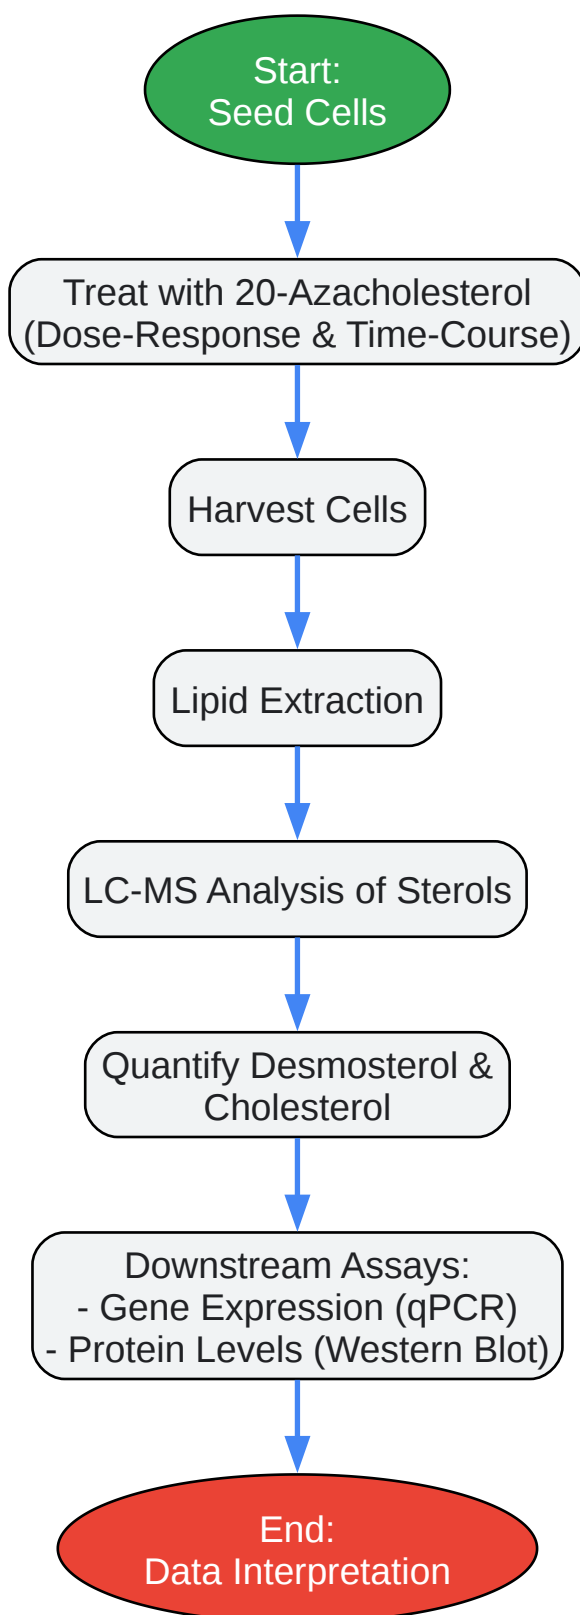 Start:
Seed Cells
Treat with 20-Azacholesterol
(Dose-Response & Time-Course)
Harvest Cells
Lipid Extraction
LC-MS Analysis of Sterols
Quantify Desmosterol &
Cholesterol
Downstream Assays:
- Gene Expression (qPCR)
- Protein Levels (Western Blot)
End:
Data Interpretation